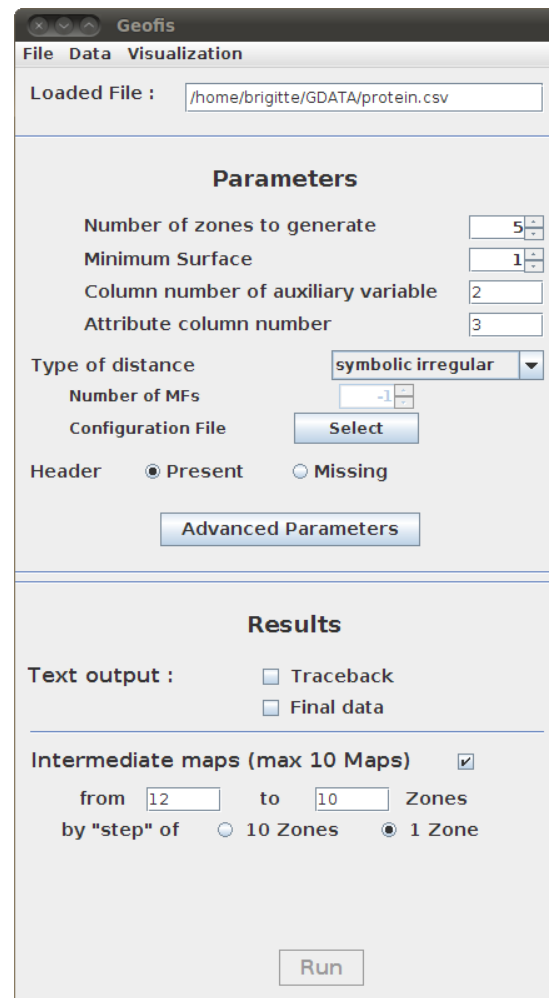 Geofis
File Data Visualization
Loaded File : /home/brigitte/GDATA/protein.csv
Parameters
Number of zones to generate 5
Minimum Surface 1
Column number of auxiliary variable 2
Attribute column number 3
Type of distance symbolic irregular
Number of MFs -1
Configuration File Select
Header Present Missing
Advanced Parameters
Results
Text output : Traceback
Final data
Intermediate maps (max 10 Maps)
from 12 to 10 Zones
by "step" of 10 Zones 1 Zone
Run